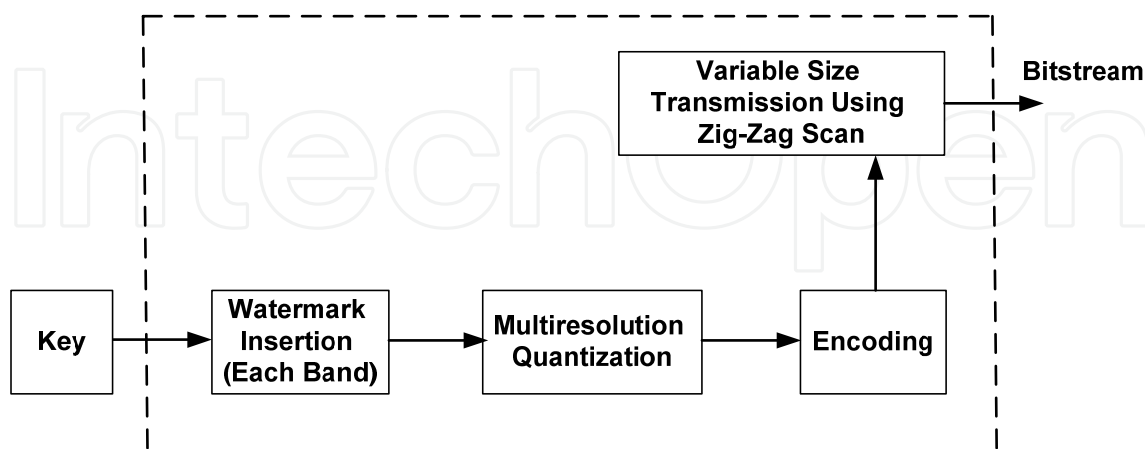 Variable Size
Transmission Using
Zig-Zag Scan
Bitstream
IntechOpen
Key
Watermark
Insertion
(Each Band)
Multiresolution
Quantization
Encoding